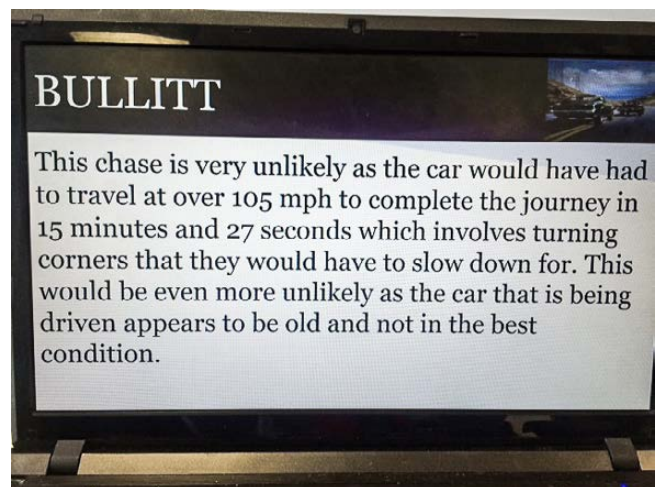 BULLITT
This chase is very unlikely as the car would have had
to travel at over 105 mph to complete the journey in
15 minutes and 27 seconds which involves turning
corners that they would have to slow down for. This
would be even more unlikely as the car that is being
driven appears to be old and not in the best
condition.